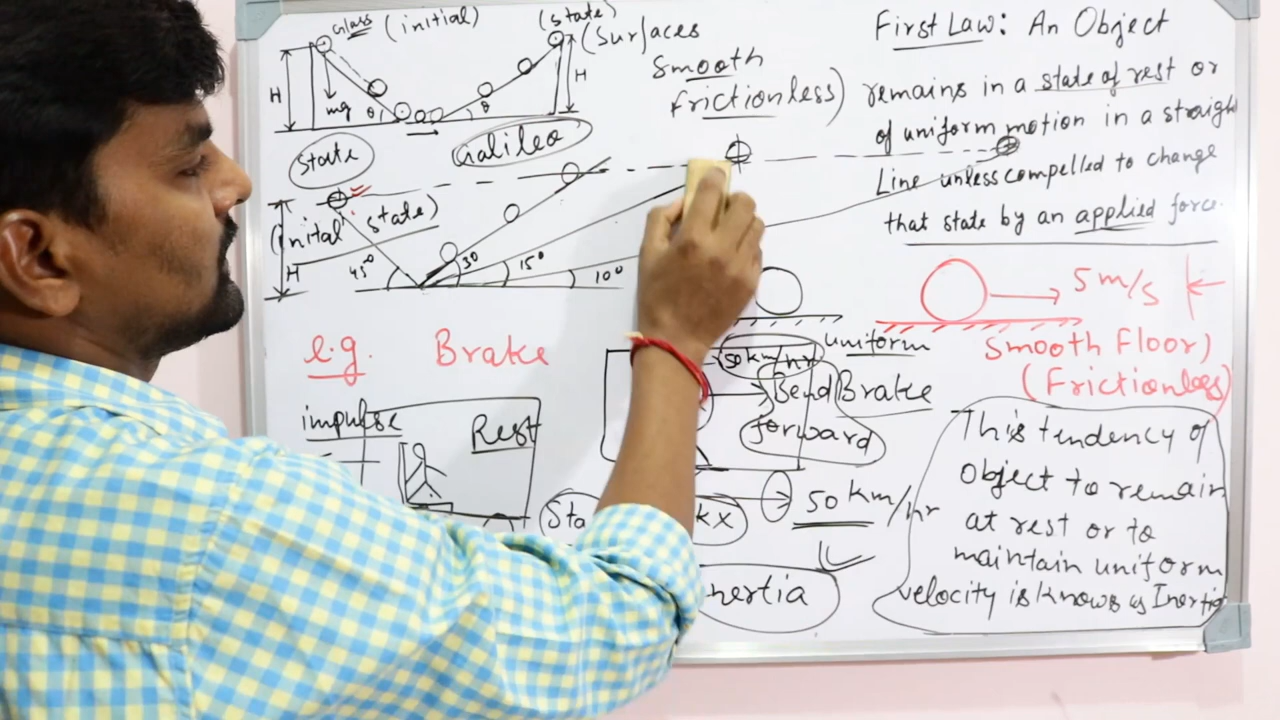 Glass (initial) (state)
(Surfaces
H
mg
θ
θ
H
State
Galileo
Smooth
frictionless)
First Law: An Object
remains in a state of rest or
of uniform motion in a straight
Line unless compelled to change
that state by an applied force.
(inital state)
H
45°
30
15°
10°
e.g. Brake
5 m/s
Smooth Floor)
(Frictionless)
50 km/hr
uniform
Bend Brake
forward
impulse
Rest
50 km/hr
This tendency of
object to remain
at rest or to
maintain uniform
velocity is knows as Inertia